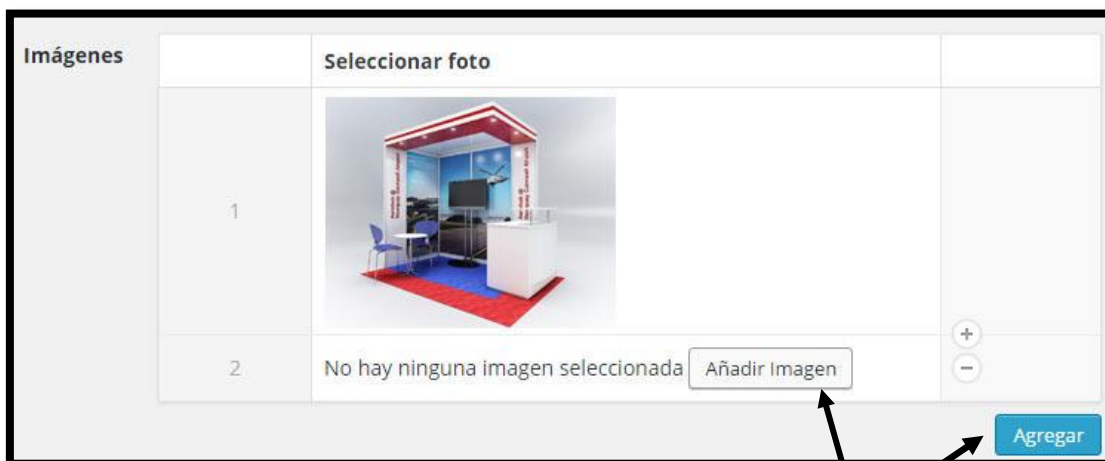 Imágenes
Seleccionar foto
1
2
No hay ninguna imagen seleccionada
Añadir Imagen
+
−
Agregar